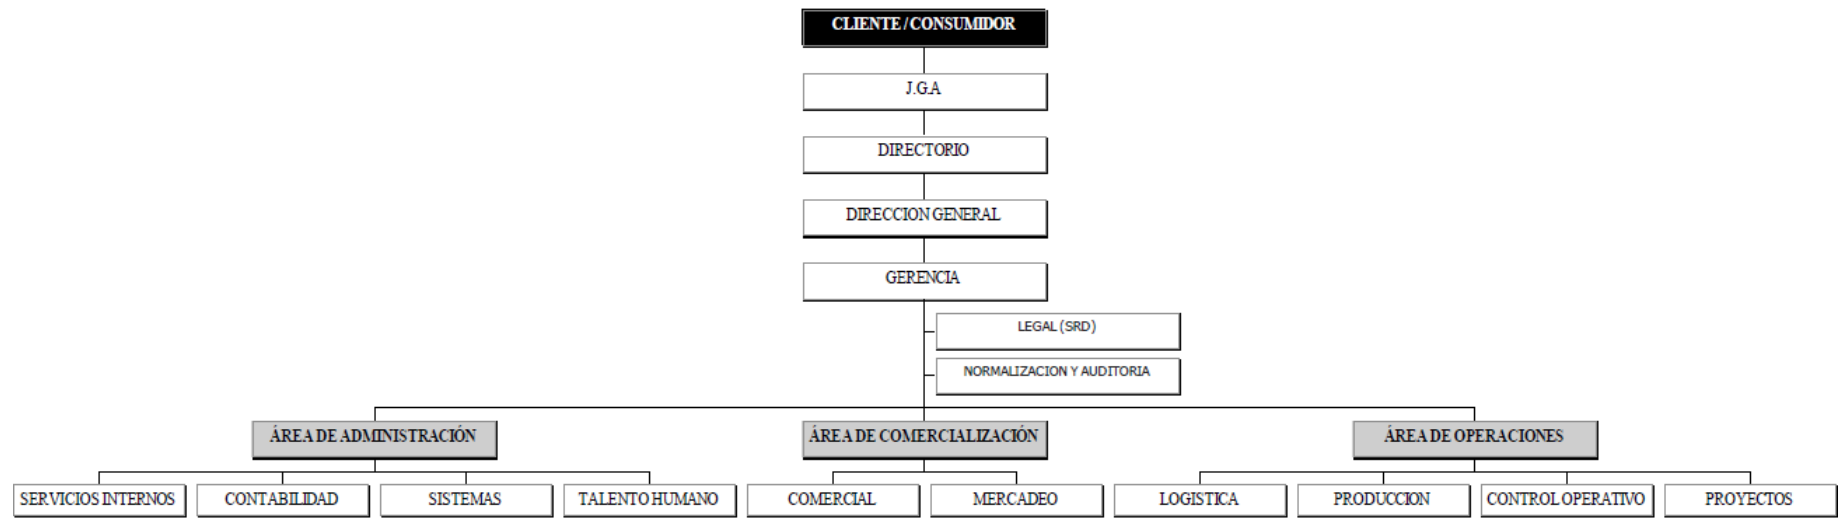 CLIENTE / CONSUMIDOR
J.G.A
DIRECTORIO
DIRECCION GENERAL
GERENCIA
LEGAL (SRD)
NORMALIZACION Y AUDITORIA
ÁREA DE ADMINISTRACIÓN
ÁREA DE COMERCIALIZACIÓN
ÁREA DE OPERACIONES
SERVICIOS INTERNOS
CONTABILIDAD
SISTEMAS
TALENTO HUMANO
COMERCIAL
MERCADEO
LOGISTICA
PRODUCCION
CONTROL OPERATIVO
PROYECTOS